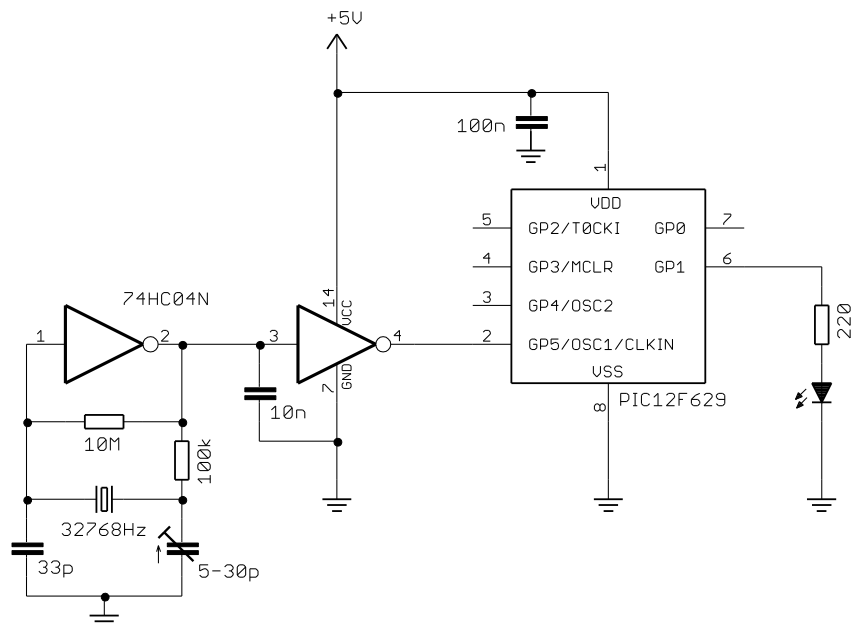 +5V
100n
1
VDD
5 GP2/T0CKI GP0 7
4 GP3/MCLR GP1 6
74HC04N
14 VCC
3 GP4/OSC2
220
1 2 3 4 2 GP5/OSC1/CLKIN
7 GND
VSS
8 PIC12F629
10n
10M
100k
32768Hz
33p
5-30p